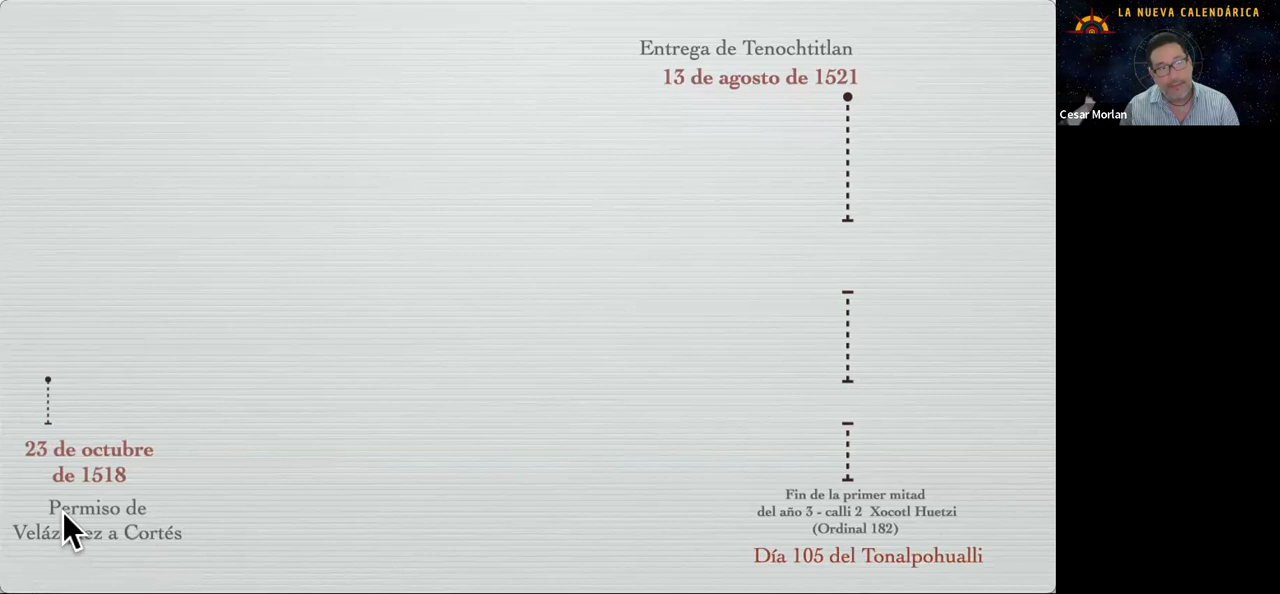 Entrega de Tenochtitlan
13 de agosto de 1521
23 de octubre
de 1518
Permiso de
a Cortés
Fin de la primer mitad
del año 3 - calli 2 Xocotl Huetzi
(Ordinal 182)
Día 105 del Tonalpohualli
LA NUEVA CALENDÁRICA
Cesar Morlan